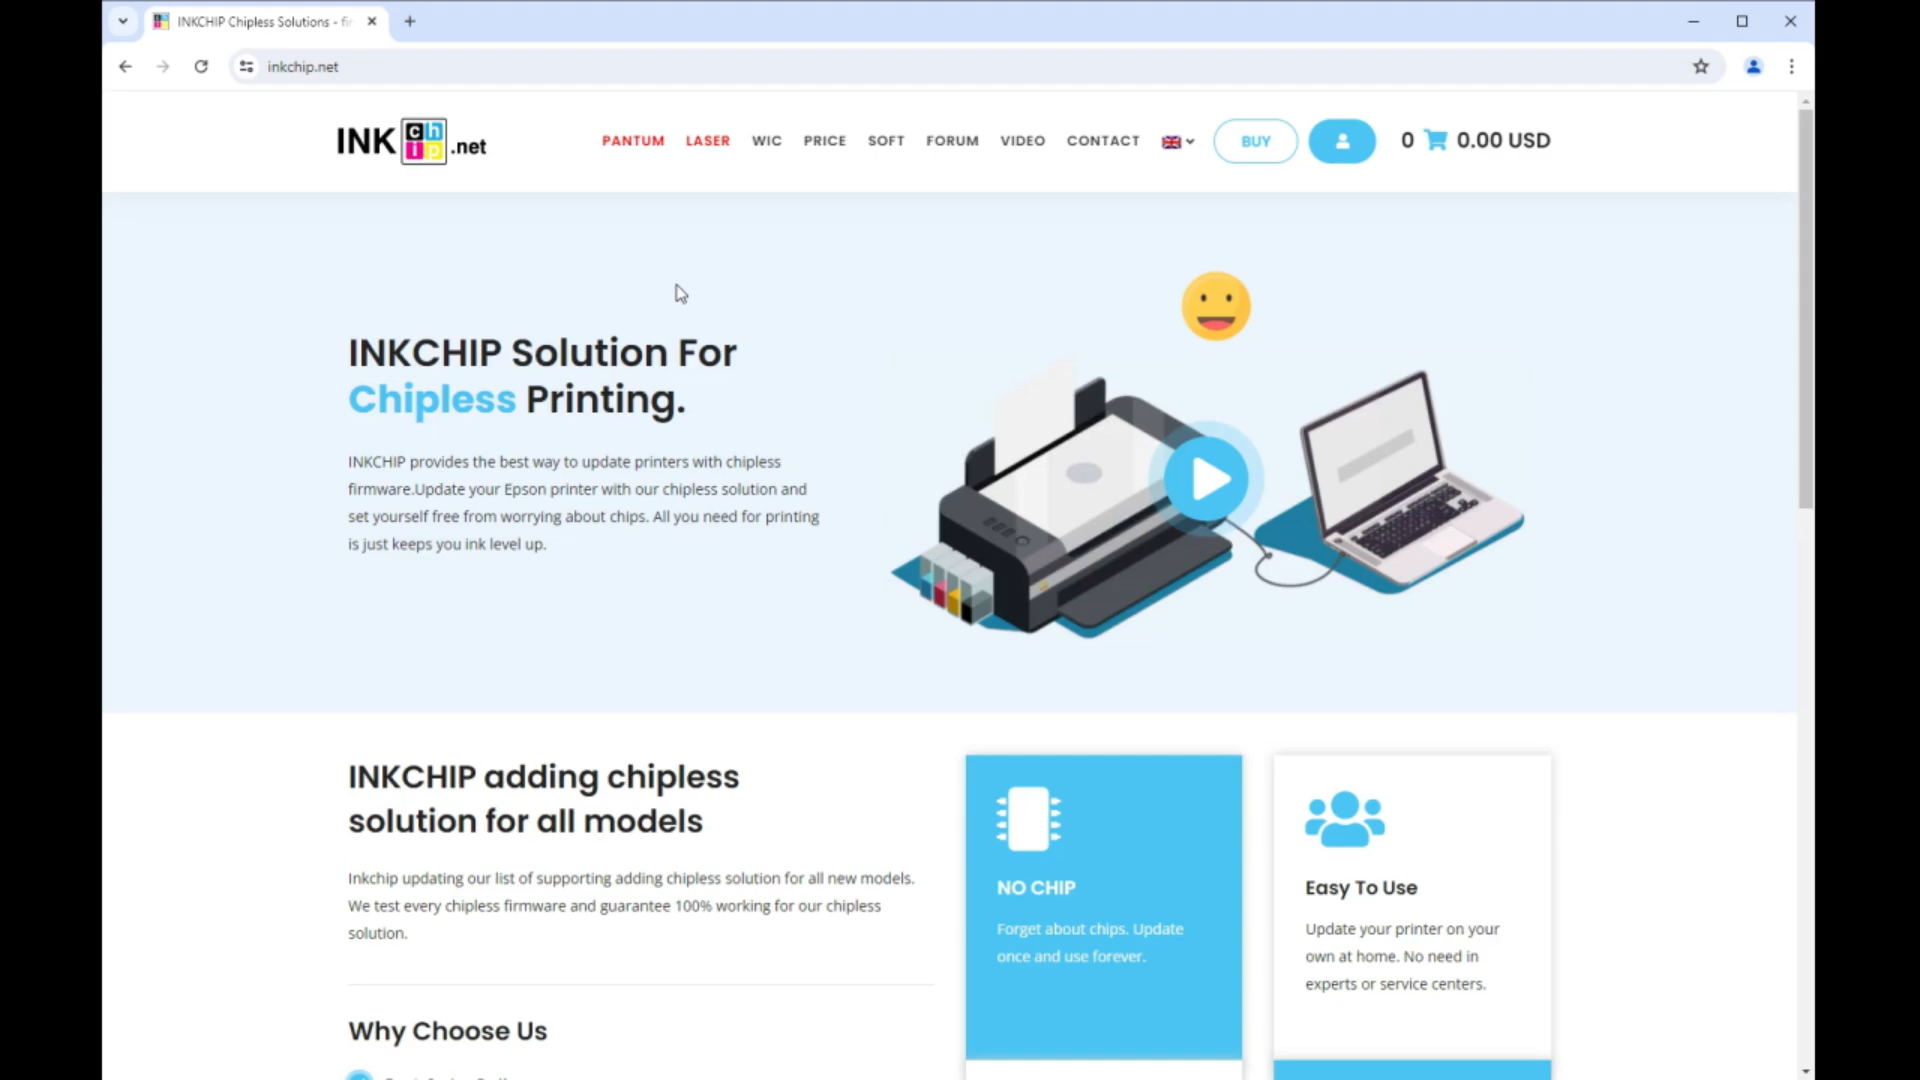 INKCHIP Chipless Solutions - fi
inkchip.net
INK chip .net
PANTUM LASER WIC PRICE SOFT FORUM VIDEO CONTACT BUY 0 0.00 USD
INKCHIP Solution For
Chipless Printing.
INKCHIP provides the best way to update printers with chipless
firmware.Update your Epson printer with our chipless solution and
set yourself free from worrying about chips. All you need for printing
is just keeps you ink level up.
INKCHIP adding chipless
solution for all models
Inkchip updating our list of supporting adding chipless solution for all new models.
We test every chipless firmware and guarantee 100% working for our chipless
solution.
Why Choose Us
NO CHIP
Forget about chips. Update
once and use forever.
Easy To Use
Update your printer on your
own at home. No need in
experts or service centers.